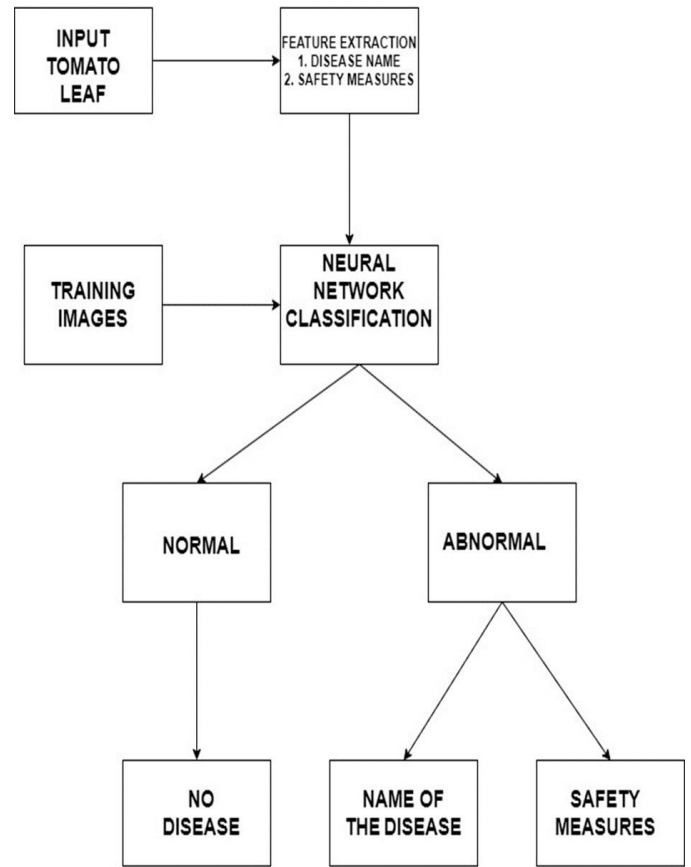 INPUT
TOMATO
LEAF
FEATURE EXTRACTION
1. DISEASE NAME
2. SAFETY MEASURES
TRAINING
IMAGES
NEURAL
NETWORK
CLASSIFICATION
NORMAL
ABNORMAL
NO
DISEASE
NAME OF
THE DISEASE
SAFETY
MEASURES